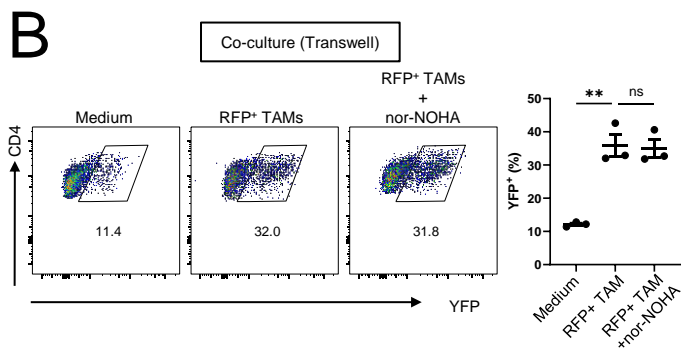 B
Co-culture (Transwell)
Medium
RFP⁺ TAMs
RFP⁺ TAMs
+
nor-NOHA
CD4
11.4
32.0
31.8
YFP
** ns
YFP⁺ (%)
50
40
30
20
10
0
Medium
RFP+ TAM
RFP+ TAM
+nor-NOHA